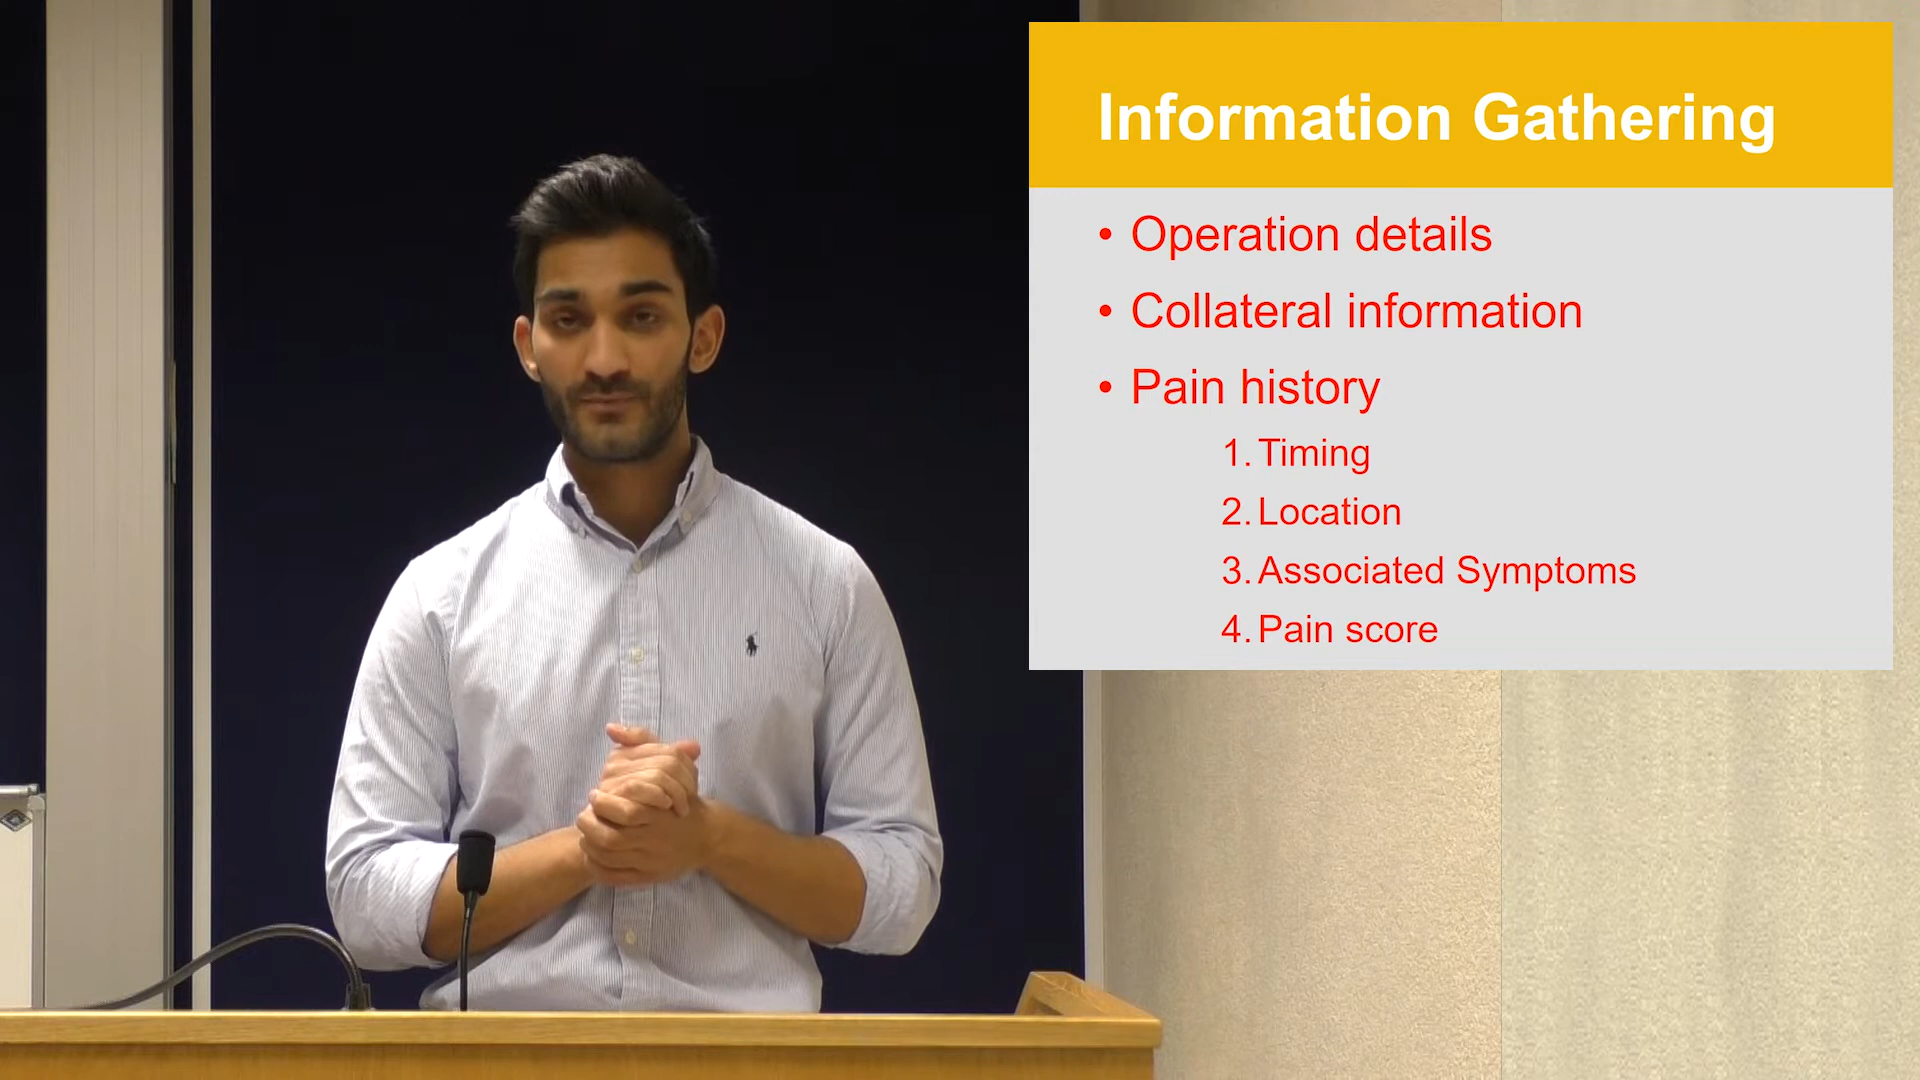 Information Gathering
• Operation details
• Collateral information
• Pain history
1. Timing
2. Location
3. Associated Symptoms
4. Pain score